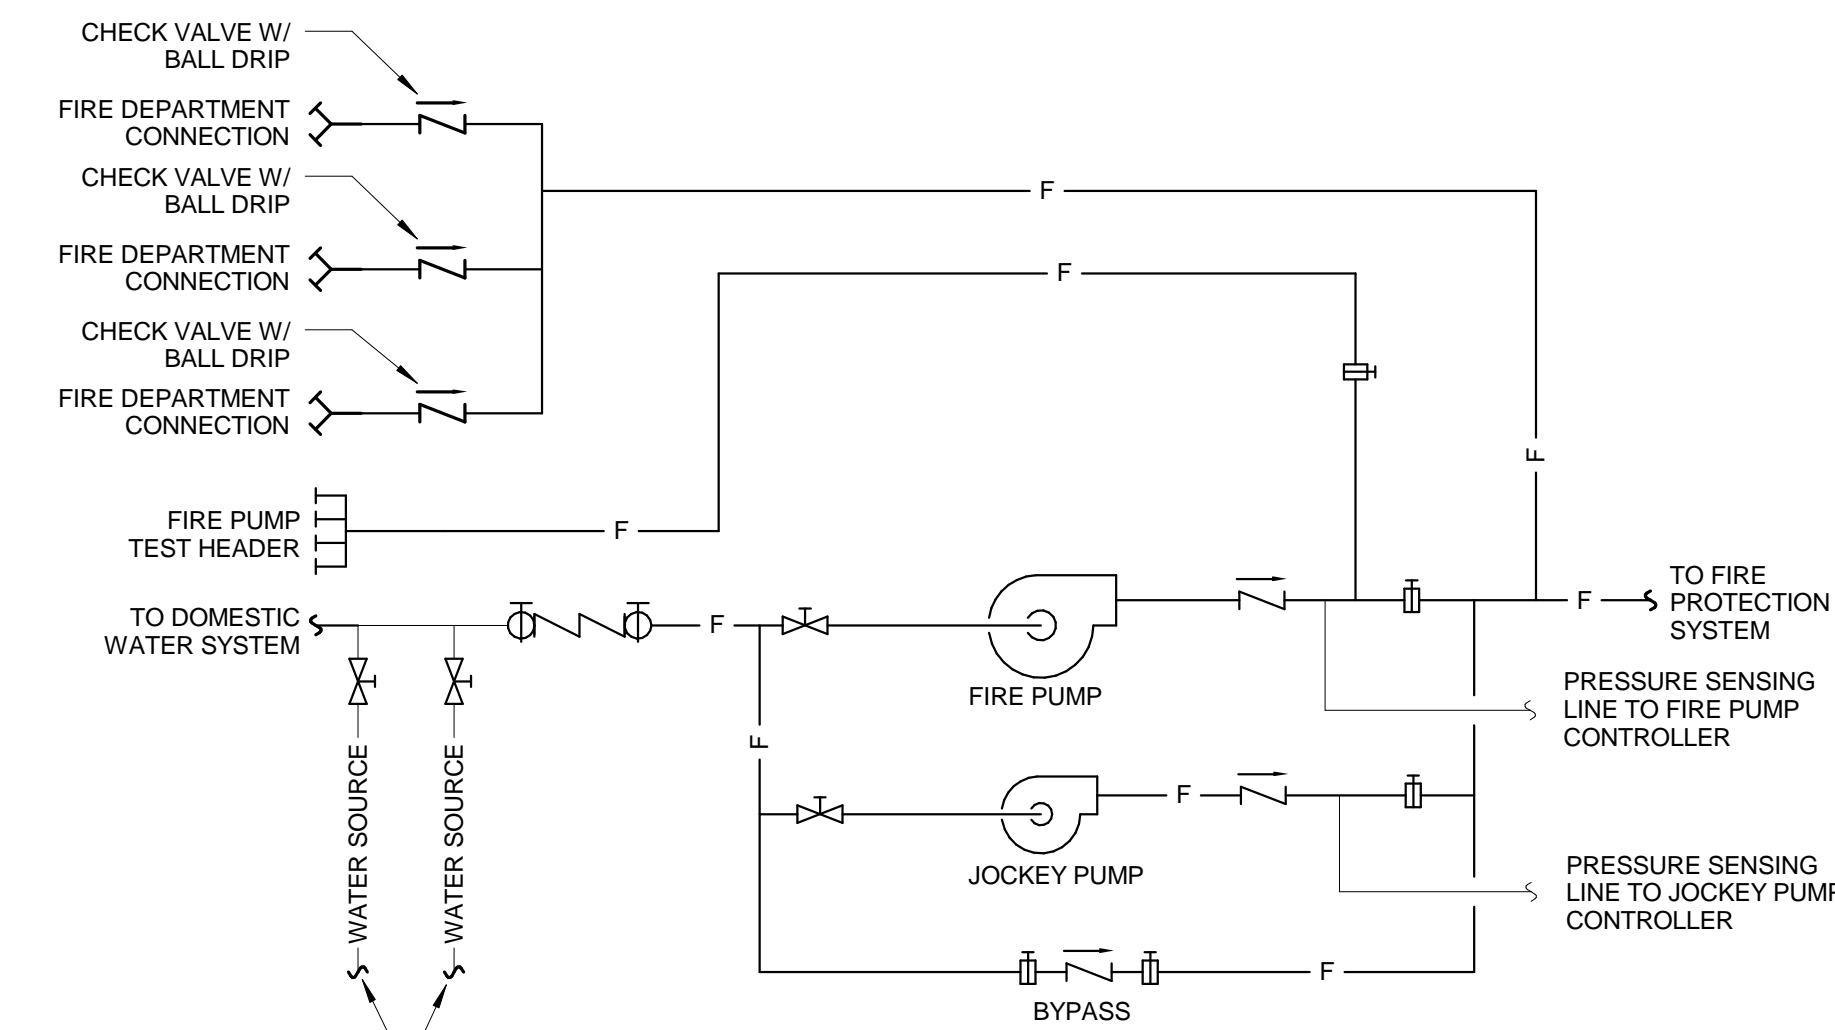 CHECK VALVE W/
BALL DRIP
FIRE DEPARTMENT
CONNECTION
CHECK VALVE W/
BALL DRIP
FIRE DEPARTMENT
CONNECTION
CHECK VALVE W/
BALL DRIP
FIRE DEPARTMENT
CONNECTION
F
F
F
FIRE PUMP
TEST HEADER
F
TO DOMESTIC
WATER SYSTEM
F
FIRE PUMP
F
TO FIRE
PROTECTION
SYSTEM
PRESSURE SENSING
LINE TO FIRE PUMP
CONTROLLER
F
WATER SOURCE
WATER SOURCE
F
JOCKEY PUMP
PRESSURE SENSING
LINE TO JOCKEY PUMP
CONTROLLER
F
BYPASS